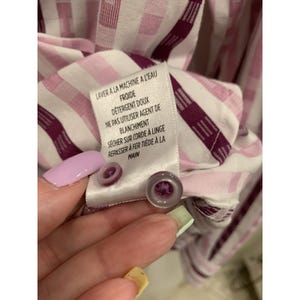 LAVER À LA MACHINE À L'EAU
FROIDE
DÉTERGENT DOUX
NE PAS UTILISER AGENT DE
BLANCHIMENT
SÉCHER SUR CORDE À LINGE
REPASSER À FER TIÈDE À LA
MAIN